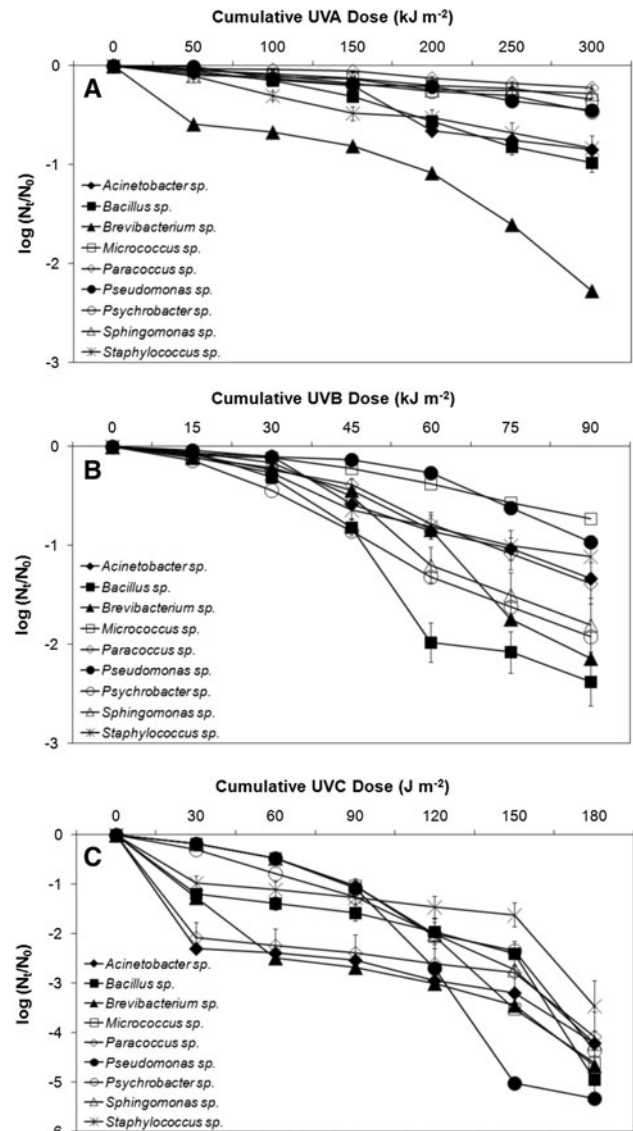 Cumulative UVA Dose (kJ m⁻²)
0 50 100 150 200 250 300
0
-1
-2
-3
log (Nₜ/N₀)
A
Acinetobacter sp.
Bacillus sp.
Brevibacterium sp.
Micrococcus sp.
Paracoccus sp.
Pseudomonas sp.
Psychrobacter sp.
Sphingomonas sp.
Staphylococcus sp.
Cumulative UVB Dose (kJ m⁻²)
0 15 30 45 60 75 90
0
-1
-2
-3
log (Nₜ/N₀)
B
Acinetobacter sp.
Bacillus sp.
Brevibacterium sp.
Micrococcus sp.
Paracoccus sp.
Pseudomonas sp.
Psychrobacter sp.
Sphingomonas sp.
Staphylococcus sp.
Cumulative UVC Dose (J m⁻²)
0 30 60 90 120 150 180
0
-1
-2
-3
-4
-5
-6
log (Nₜ/N₀)
C
Acinetobacter sp.
Bacillus sp.
Brevibacterium sp.
Micrococcus sp.
Paracoccus sp.
Pseudomonas sp.
Psychrobacter sp.
Sphingomonas sp.
Staphylococcus sp.